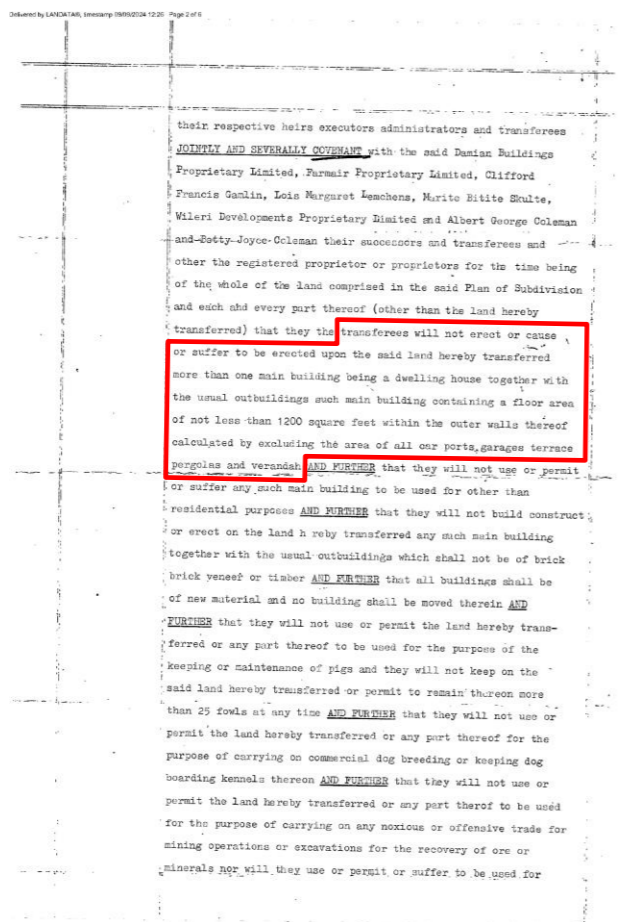 Delivered by LANDATA®, timestamp 09/09/2024 12:26 Page 2 of 6
their respective heirs executors administrators and transferees
JOINTLY AND SEVERALLY COVENANT with the said Damian Buildings
Proprietary Limited, Farmair Proprietary Limited, Clifford
Francis Gamlin, Lois Margaret Lemchens, Marite Bitite Skulte,
Wileri Developments Proprietary Limited and Albert George Coleman
and Betty Joyce Coleman their successors and transferees and
other the registered proprietor or proprietors for the time being
of the whole of the land comprised in the said Plan of Subdivision
and each ahd every part thereof (other than the land hereby
transferred) that they the transferees will not erect or cause
or suffer to be erected upon the said land hereby transferred
more than one main building being a dwelling house together with
the usual outbuildings such main building containing a floor area
of not less than 1200 square feet within the outer walls thereof
calculated by excluding the area of all car ports, garages terrace
pergolas and verandah AND FURTHER that they will not use or permit
or suffer any such main building to be used for other than
residential purposes AND FURTHER that they will not build construct
or erect on the land h reby transferred any such main building
together with the usual outbuildings which shall not be of brick
brick veneer or timber AND FURTHER that all buildings shall be
of new material and no building shall be moved therein AND
FURTHER that they will not use or permit the land hereby trans-
ferred or any part thereof to be used for the purpose of the
keeping or maintenance of pigs and they will not keep on the
said land hereby transferred or permit to remain thereon more
than 25 fowls at any time AND FURTHER that they will not use or
permit the land hereby transferred or any part thereof for the
purpose of carrying on commercial dog breeding or keeping dog
boarding kennels thereon AND FURTHER that they will not use or
permit the land hereby transferred or any part therof to be used
for the purpose of carrying on any noxious or offensive trade for
mining operations or excavations for the recovery of ore or
minerals nor will they use or permit or suffer to be used for